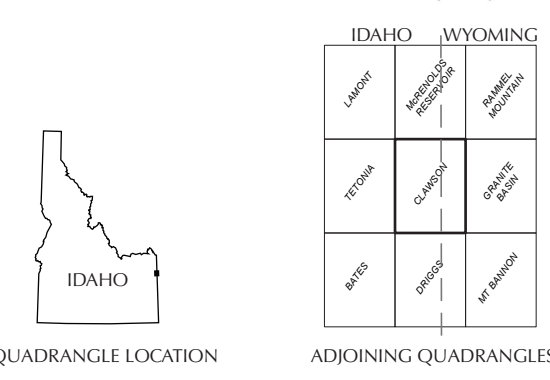 IDAHO WYOMING
LAMONT
McRENOLDS
RESERVOIR
RAMMEL
MOUNTAIN
TETONIA
CLAWSON
GRANITE
BASIN
BATES
DRIGGS
MT BANNON
IDAHO
QUADRANGLE LOCATION
ADJOINING QUADRANGLES